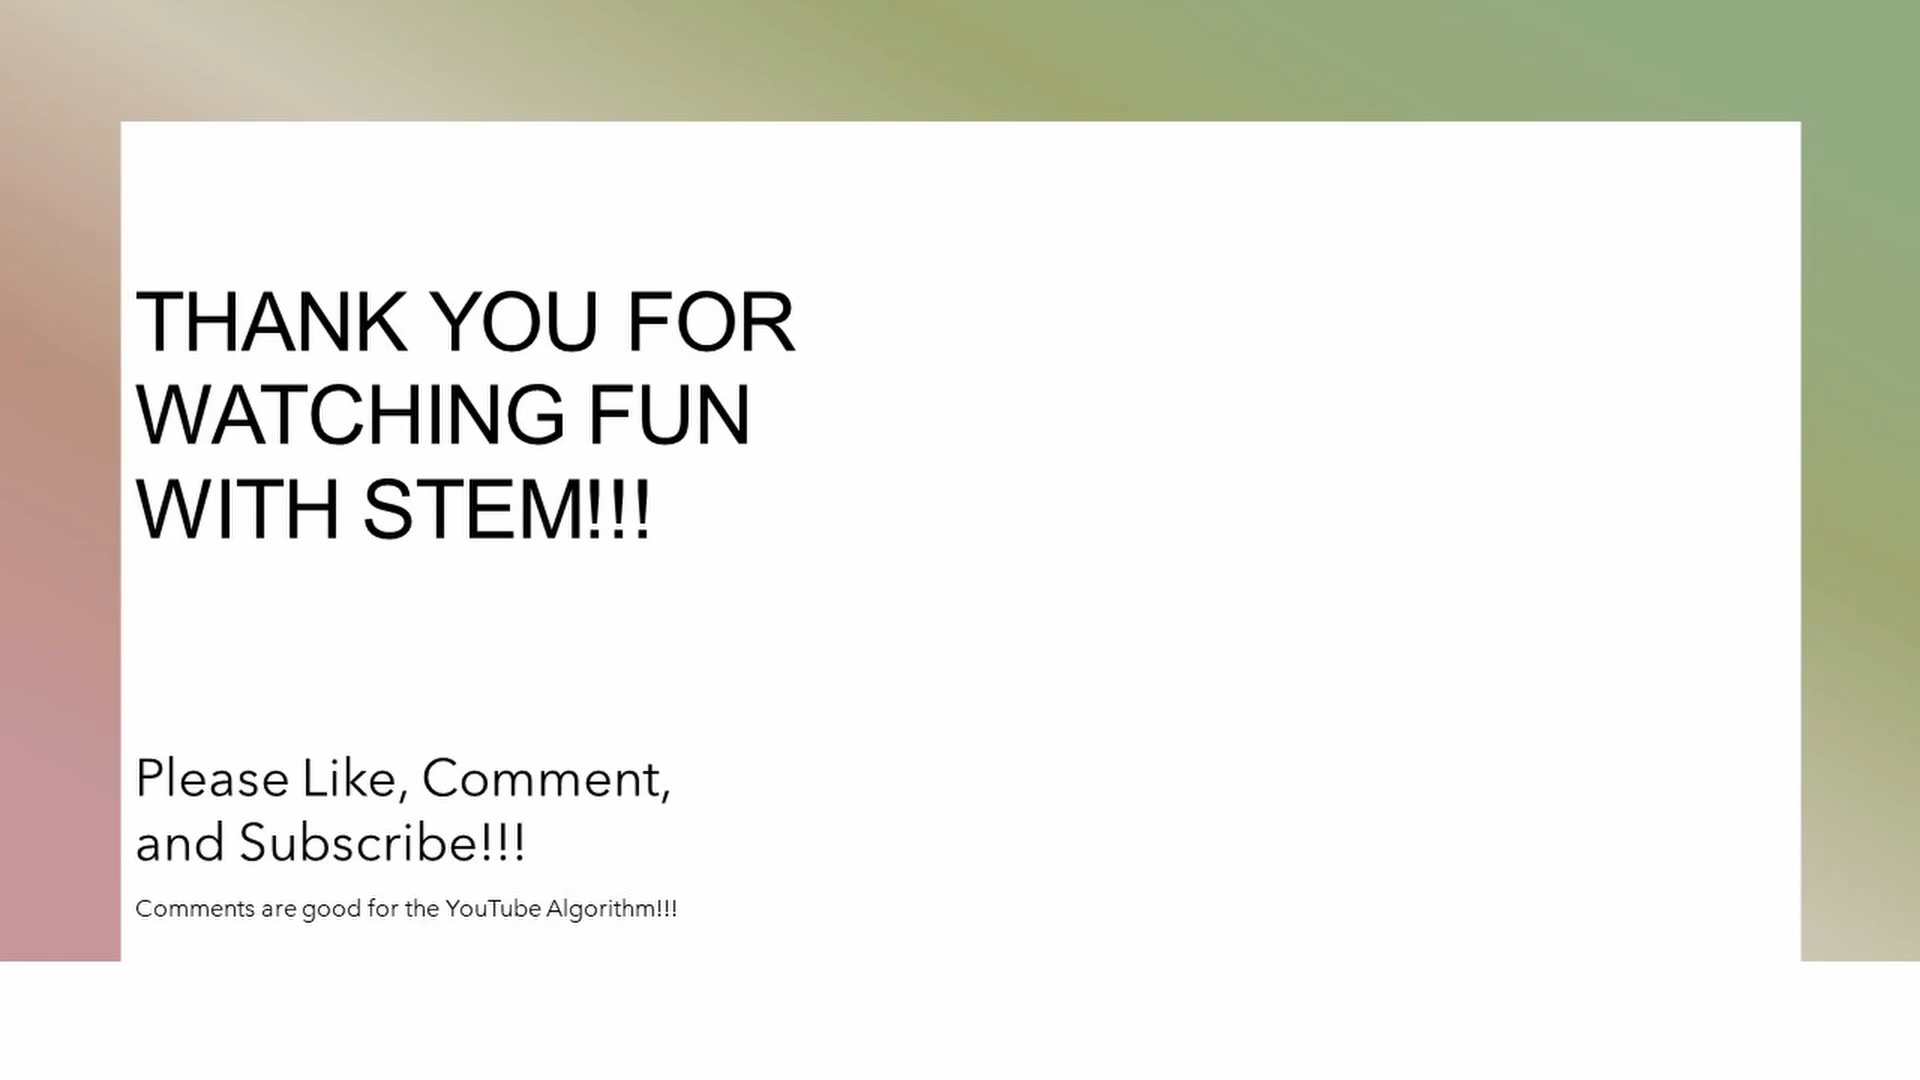 THANK YOU FOR
WATCHING FUN
WITH STEM!!!
Please Like, Comment,
and Subscribe!!!
Comments are good for the YouTube Algorithm!!!